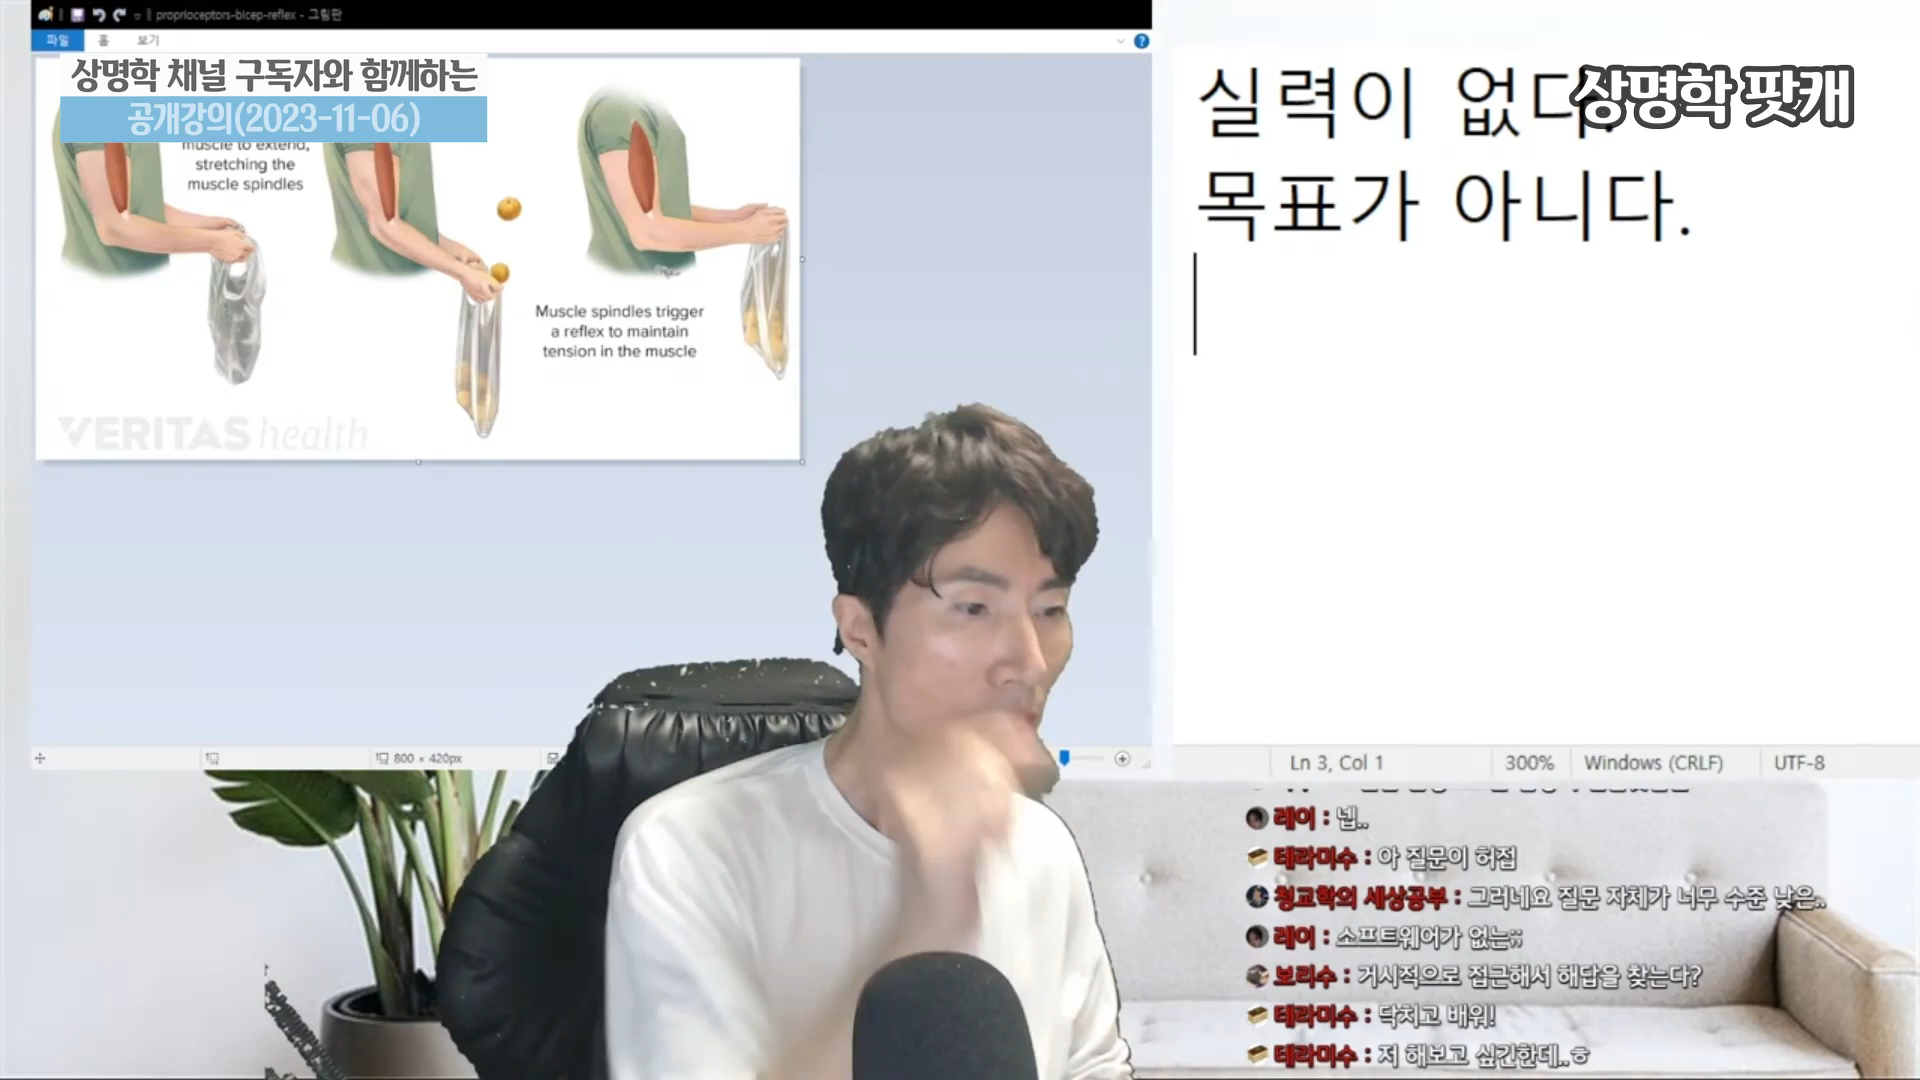 proprioceptors-bicep-reflex - 그림판
파일 홈 보기
상명학 채널 구독자와 함께하는
공개강의(2023-11-06)
muscle to extend,
stretching the
muscle spindles
Muscle spindles trigger
a reflex to maintain
tension in the muscle
VERITAS health
800 × 420px
실력이 없다.
상명학 팟캐
목표가 아니다.
Ln 3, Col 1 300% Windows (CRLF) UTF-8
레이 : 넵..
테라미수 : 아 질문이 허접
청교학의 세상공부 : 그러네요 질문 자체가 너무 수준 낮은..
레이 : 소프트웨어가 없는;;
보리수 : 거시적으로 접근해서 해답을 찾는다?
테라미수 : 닥치고 배워!
테라미수 : 저 해보고 싶긴한데..ㅎ